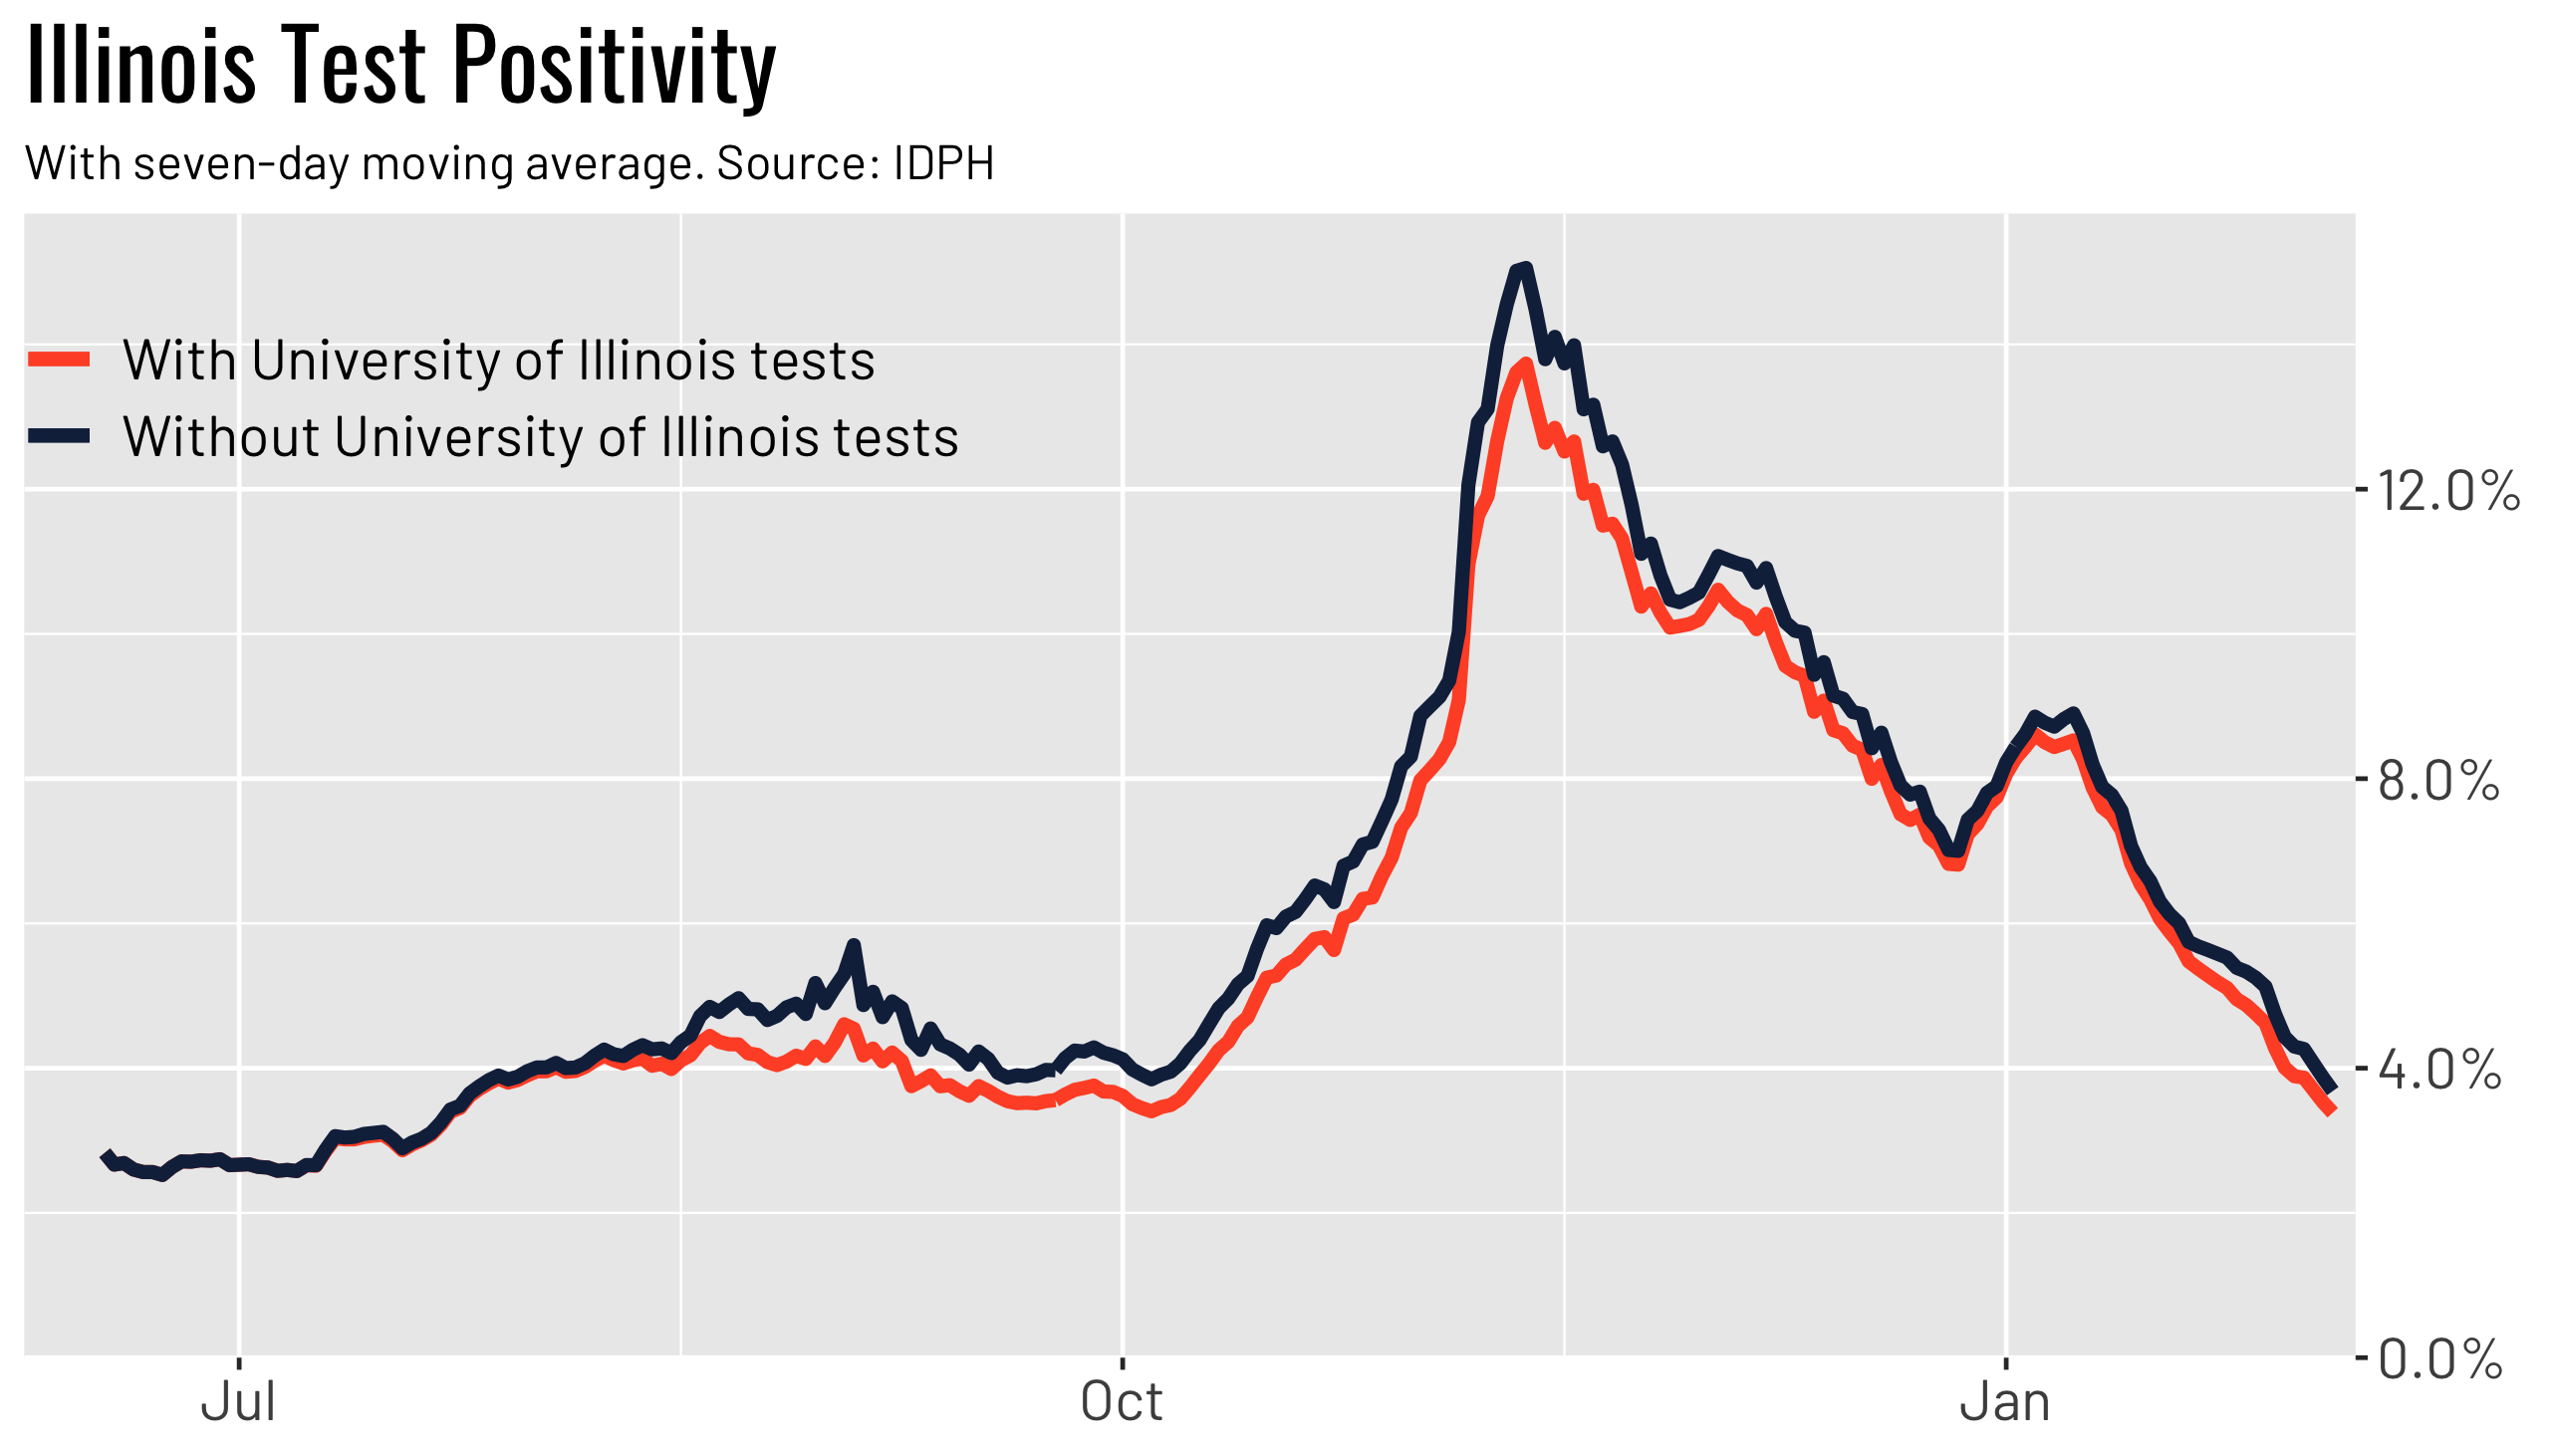 Illinois Test Positivity
With seven-day moving average. Source: IDPH
With University of Illinois tests
Without University of Illinois tests
12.0%
8.0%
4.0%
0.0%
Jul Oct Jan